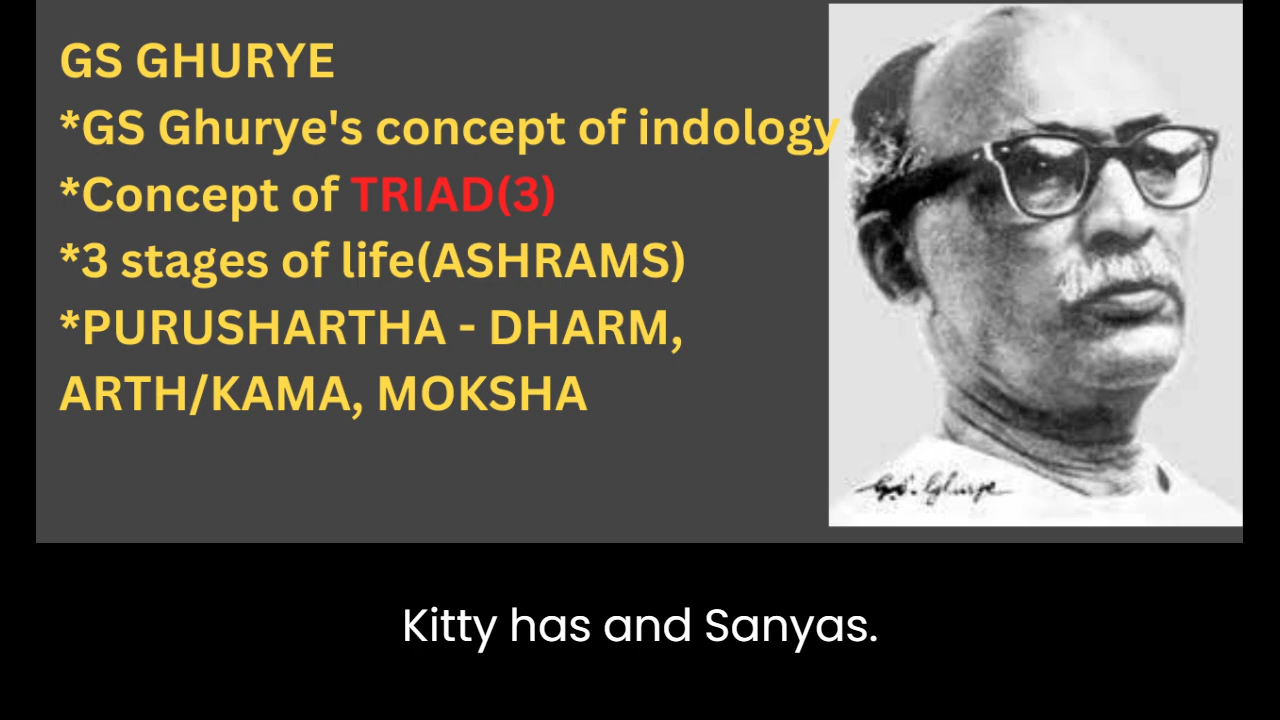 GS GHURYE
*GS Ghurye's concept of indology
*Concept of TRIAD(3)
*3 stages of life(ASHRAMS)
*PURUSHARTHA - DHARM,
ARTH/KAMA, MOKSHA
G.S. Ghurye
Kitty has and Sanyas.